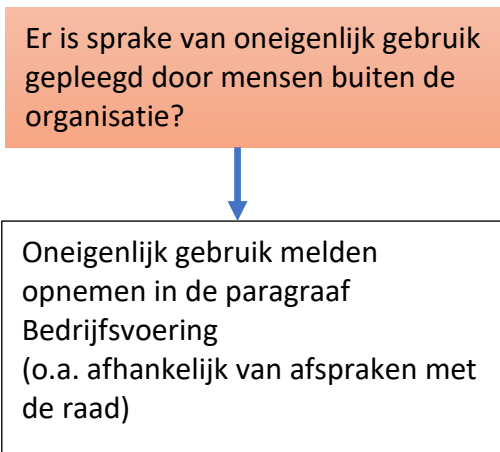 Er is sprake van oneigenlijk gebruik
gepleegd door mensen buiten de
organisatie?
Oneigenlijk gebruik melden
opnemen in de paragraaf
Bedrijfsvoering
(o.a. afhankelijk van afspraken met
de raad)